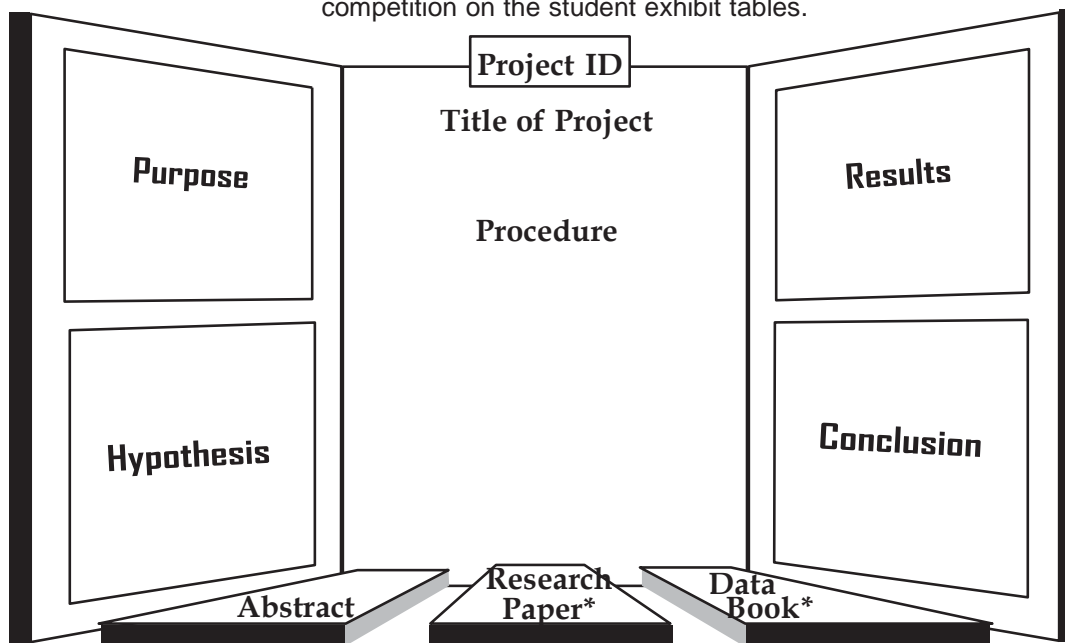 competition on the student exhibit tables.
Project ID
Title of Project
Procedure
Purpose
Hypothesis
Results
Conclusion
Abstract
Research
Paper*
Data
Book*